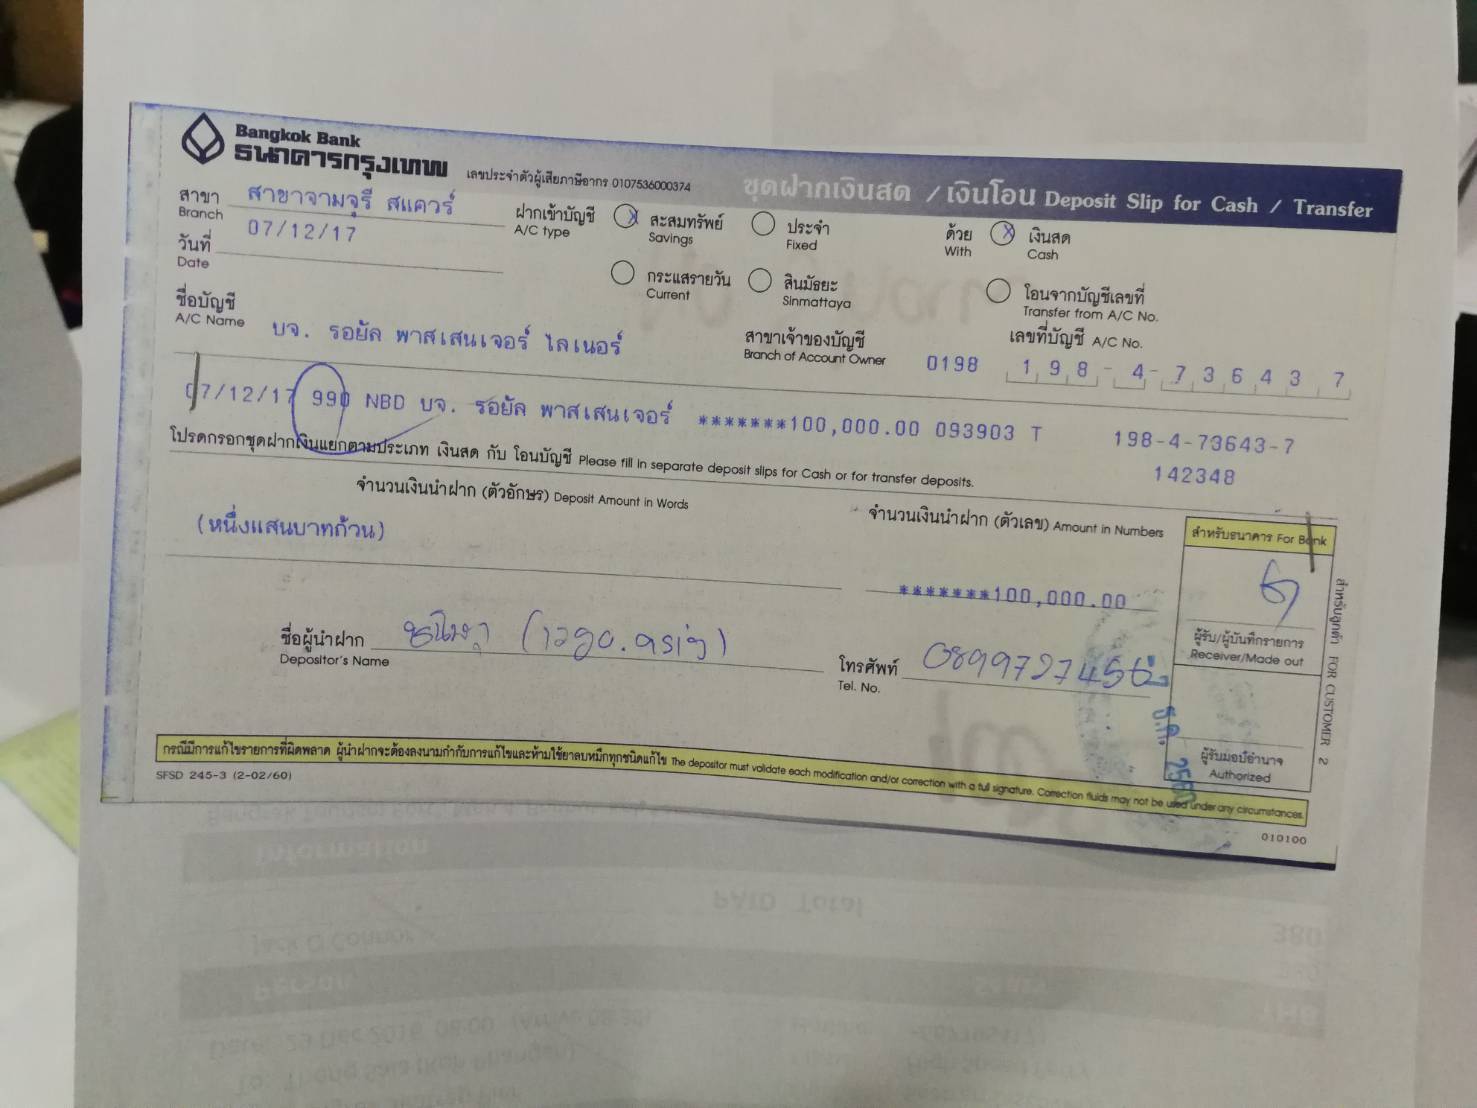 Bangkok Bank
ธนาคารกรุงเทพ
เลขประจำตัวผู้เสียภาษีอากร 0107536000374
ชุดฝากเงินสด / เงินโอน Deposit Slip for Cash / Transfer
สาขา สาขาจามจุรี สแควร์
Branch
วันที่ 07/12/17
Date
ฝากเข้าบัญชี
A/C type
X สะสมทรัพย์
Savings
ประจำ
Fixed
กระแสรายวัน
Current
สินมัธยะ
Sinmattaya
ด้วย
With
X เงินสด
Cash
โอนจากบัญชีเลขที่
Transfer from A/C No.
ชื่อบัญชี
A/C Name
บจ. รอยัล พาสเสนเจอร์ ไลเนอร์
สาขาเจ้าของบัญชี
Branch of Account Owner
0198
เลขที่บัญชี A/C No.
198-4-73643 7
07/12/17 990 NBD บจ. รอยัล พาสเสนเจอร์ *******100,000.00 093903 T 198-4-73643-7
142348
โปรดกรอกชุดฝากเงินแยกตามประเภท เงินสด กับ โอนบัญชี Please fill in separate deposit slips for Cash or for transfer deposits.
จำนวนเงินนำฝาก (ตัวอักษร) Deposit Amount in Words
(หนึ่งแสนบาทถ้วน)
จำนวนเงินนำฝาก (ตัวเลข) Amount in Numbers
*******100,000.00
สำหรับธนาคาร For Bank
ผู้รับ/ผู้บันทึกรายการ
Receiver/Made out
ผู้รับมอบอำนาจ
Authorized
สำหรับลูกค้า FOR CUSTOMER 2
ชื่อผู้นำฝาก (12go.asia)
Depositor's Name
โทรศัพท์
Tel. No.
ธ.ค. 2560
กรณีมีการแก้ไขรายการที่ผิดพลาด ผู้นำฝากจะต้องลงนามกำกับการแก้ไขและห้ามใช้ยาลบหมึกทุกชนิดแก้ไข The depositor must validate each modification and/or correction with a full signature. Correction fluids may not be used under any circumstances.
SFSD 245-3 (2-02/60)
010100
Information
PAID Total
380
Jack O Connor
Person